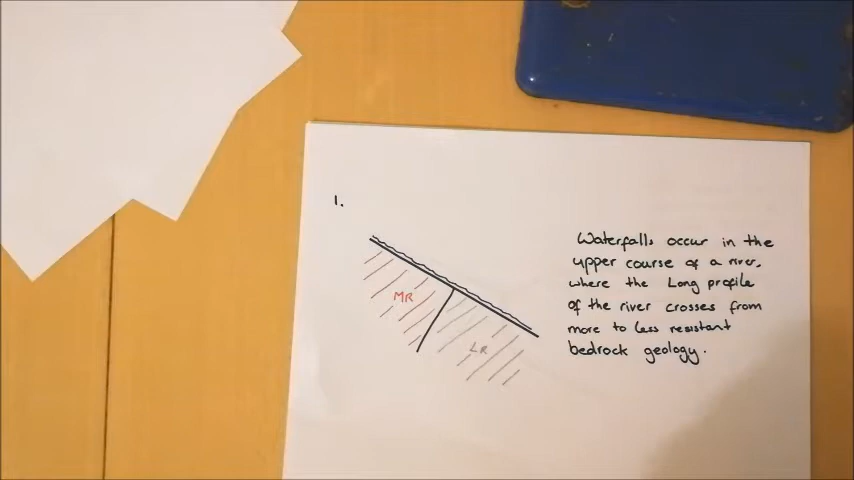 1.
MR
LR
Waterfalls occur in the
upper course of a river,
where the Long profile
of the river crosses from
more to less resistant
bedrock geology.